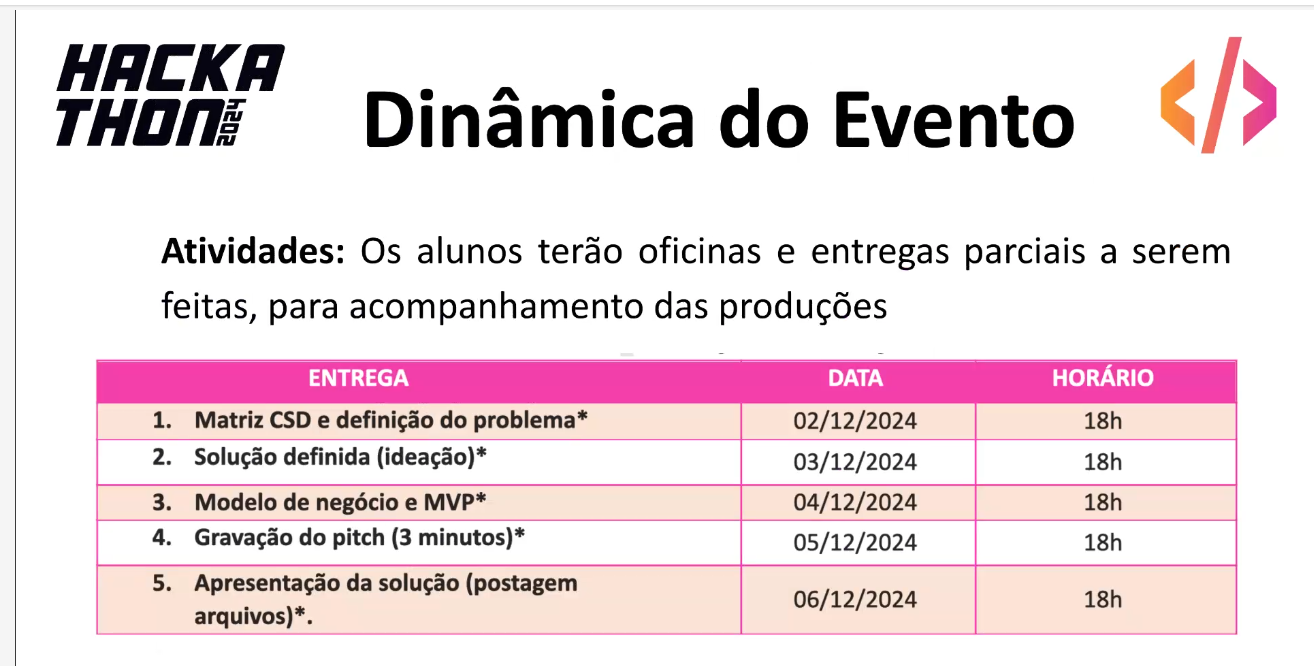 HACKA
THON 2024
Dinâmica do Evento
Atividades: Os alunos terão oficinas e entregas parciais a serem
feitas, para acompanhamento das produções
ENTREGA DATA HORÁRIO
1. Matriz CSD e definição do problema* 02/12/2024 18h
2. Solução definida (ideação)* 03/12/2024 18h
3. Modelo de negócio e MVP* 04/12/2024 18h
4. Gravação do pitch (3 minutos)* 05/12/2024 18h
5. Apresentação da solução (postagem
arquivos)*. 06/12/2024 18h